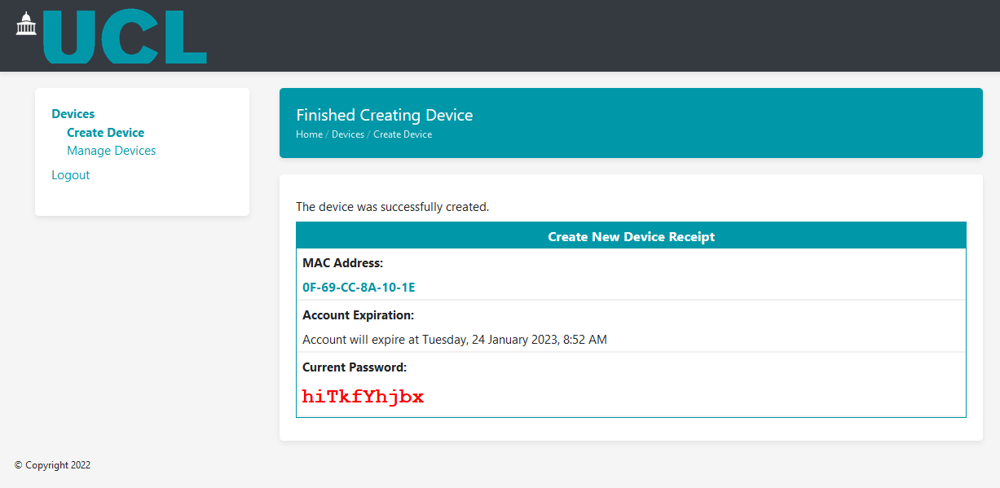 UCL
Devices
Create Device
Manage Devices
Logout
Finished Creating Device
Home / Devices / Create Device
The device was successfully created.
Create New Device Receipt
MAC Address:
0F-69-CC-8A-10-1E
Account Expiration:
Account will expire at Tuesday, 24 January 2023, 8:52 AM
Current Password:
hiTkfYhjbx
© Copyright 2022